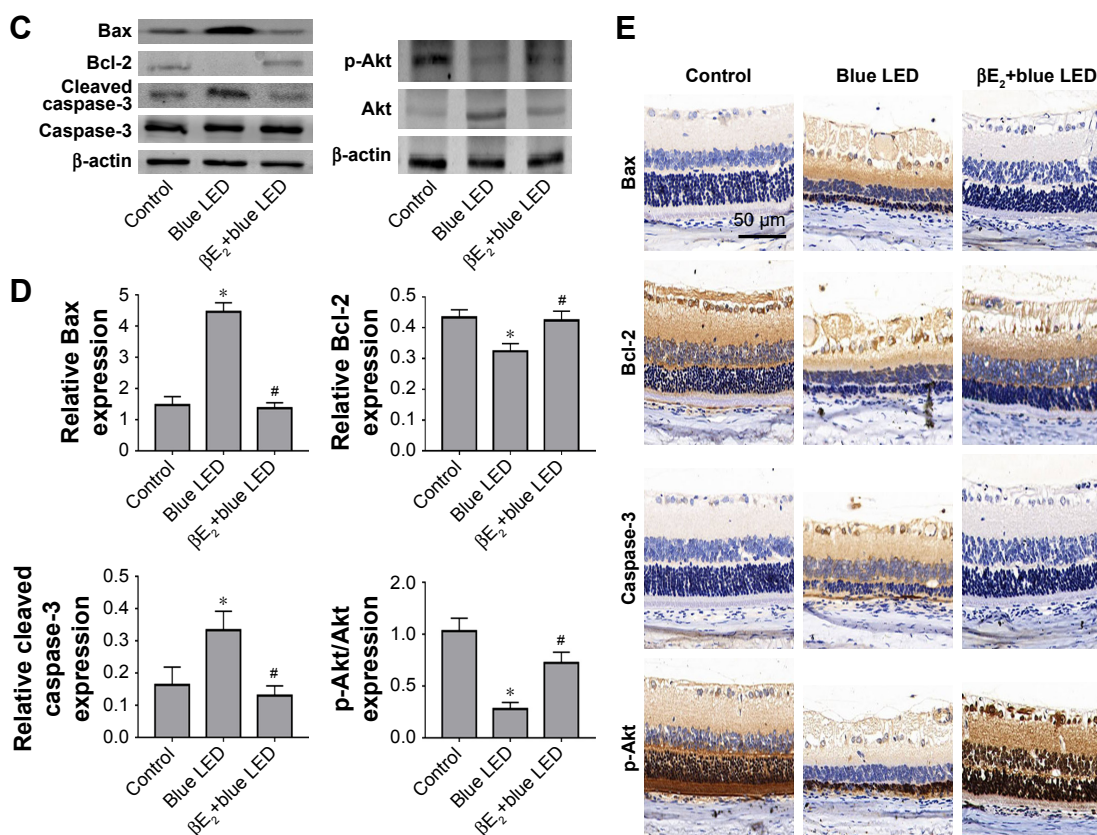 C
Bax
Bcl-2
Cleaved
caspase-3
Caspase-3
β-actin
Control
Blue LED
βE2+blue LED
p-Akt
Akt
β-actin
Control
Blue LED
βE2+blue LED
D
Relative Bax
expression
5
4
3
2
1
0
*
#
Control
Blue LED
βE2+blue LED
Relative Bcl-2
expression
0.5
0.4
0.3
0.2
0.1
0.0
*
#
Control
Blue LED
βE2+blue LED
Relative cleaved
caspase-3
expression
0.5
0.4
0.3
0.2
0.1
0.0
*
#
Control
Blue LED
βE2+blue LED
p-Akt/Akt
expression
2.0
1.0
0.5
0.0
*
#
Control
Blue LED
βE2+blue LED
E
Control
Blue LED
βE2+blue LED
Bax
50 μm
Bcl-2
Caspase-3
p-Akt